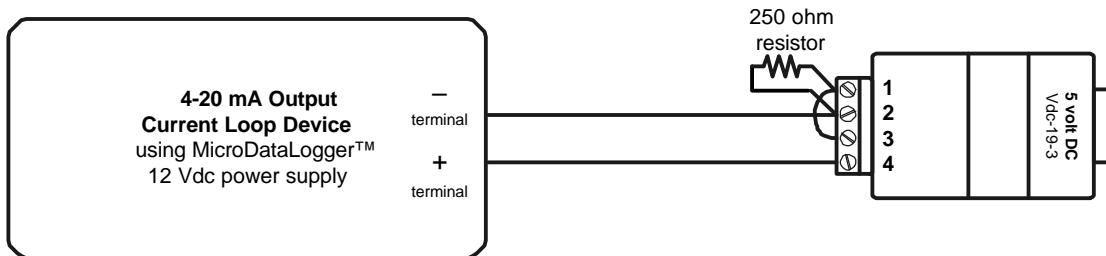 250 ohm
resistor
4-20 mA Output
Current Loop Device
using MicroDataLogger™
12 Vdc power supply
–
terminal
+
terminal
1
2
3
4
5 volt DC
Vdc-19-3